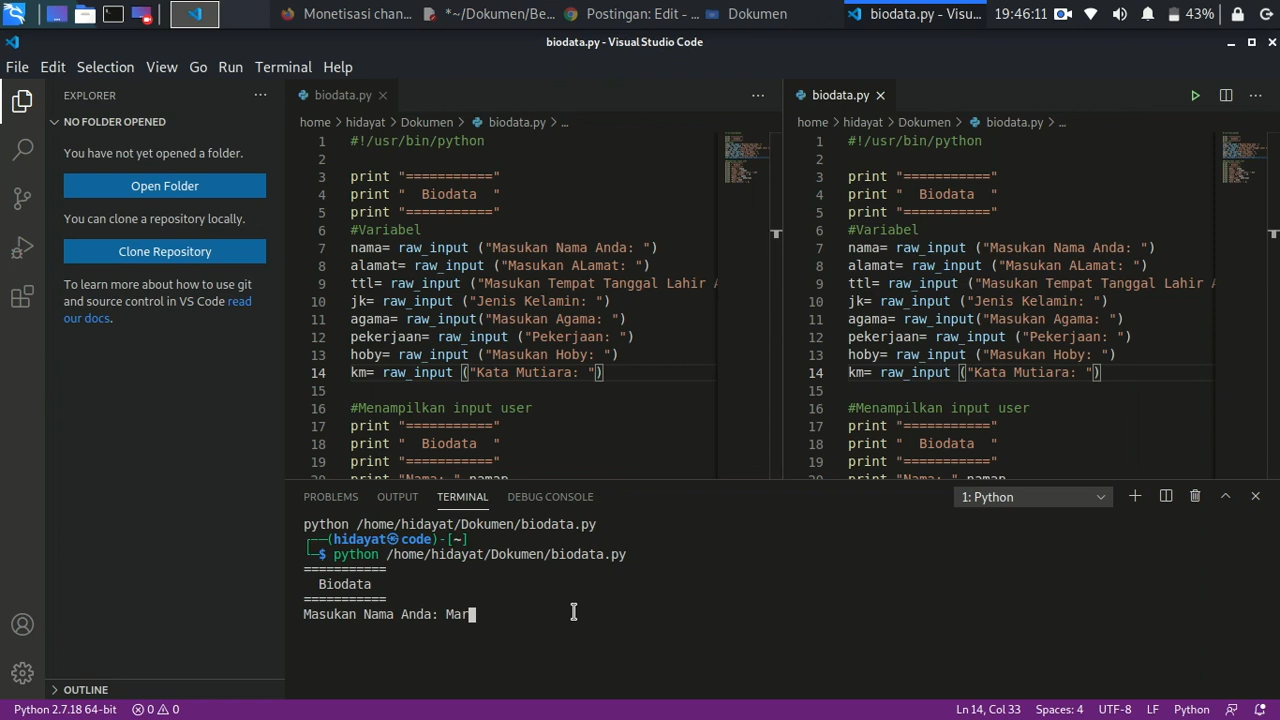 Monetisasi chan...
*~/Dokumen/Be...
Postingan: Edit - ...
Dokumen
biodata.py - Visu...
19:46:11
43%
biodata.py - Visual Studio Code
File Edit Selection View Go Run Terminal Help
EXPLORER
NO FOLDER OPENED
You have not yet opened a folder.
Open Folder
You can clone a repository locally.
Clone Repository
To learn more about how to use git
and source control in VS Code read
our docs.
OUTLINE
biodata.py
home > hidayat > Dokumen > biodata.py > ...
1 #!/usr/bin/python
2
3 print "==========="
4 print "  Biodata  "
5 print "==========="
6 #Variabel
7 nama= raw_input ("Masukan Nama Anda: ")
8 alamat= raw_input ("Masukan ALamat: ")
9 ttl= raw_input ("Masukan Tempat Tanggal Lahir A
10 jk= raw_input ("Jenis Kelamin: ")
11 agama= raw_input("Masukan Agama: ")
12 pekerjaan= raw_input ("Pekerjaan: ")
13 hoby= raw_input ("Masukan Hoby: ")
14 km= raw_input ("Kata Mutiara: ")
15
16 #Menampilkan input user
17 print "==========="
18 print "  Biodata  "
19 print "==========="
20 print "Nama: "
biodata.py
home > hidayat > Dokumen > biodata.py > ...
1 #!/usr/bin/python
2
3 print "==========="
4 print "  Biodata  "
5 print "==========="
6 #Variabel
7 nama= raw_input ("Masukan Nama Anda: ")
8 alamat= raw_input ("Masukan ALamat: ")
9 ttl= raw_input ("Masukan Tempat Tanggal Lahir A
10 jk= raw_input ("Jenis Kelamin: ")
11 agama= raw_input("Masukan Agama: ")
12 pekerjaan= raw_input ("Pekerjaan: ")
13 hoby= raw_input ("Masukan Hoby: ")
14 km= raw_input ("Kata Mutiara: ")
15
16 #Menampilkan input user
17 print "==========="
18 print "  Biodata  "
19 print "==========="
20 print "Nama: "
PROBLEMS OUTPUT TERMINAL DEBUG CONSOLE
1: Python
python /home/hidayat/Dokumen/biodata.py
┌──(hidayat㉿code)-[~]
└─$ python /home/hidayat/Dokumen/biodata.py
===========
  Biodata
===========
Masukan Nama Anda: Mar
Python 2.7.18 64-bit
0 0
Ln 14, Col 33
Spaces: 4
UTF-8
LF
Python